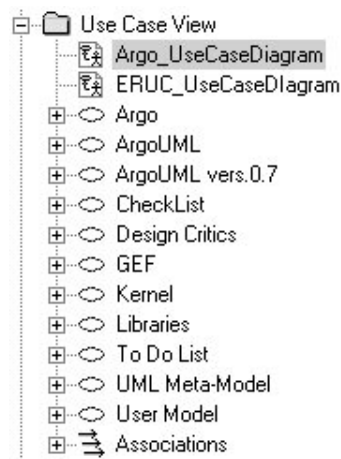 Use Case View
Argo_UseCaseDiagram
ERUC_UseCaseDIagram
Argo
ArgoUML
ArgoUML vers.0.7
CheckList
Design Critics
GEF
Kernel
Libraries
To Do List
UML Meta-Model
User Model
Associations